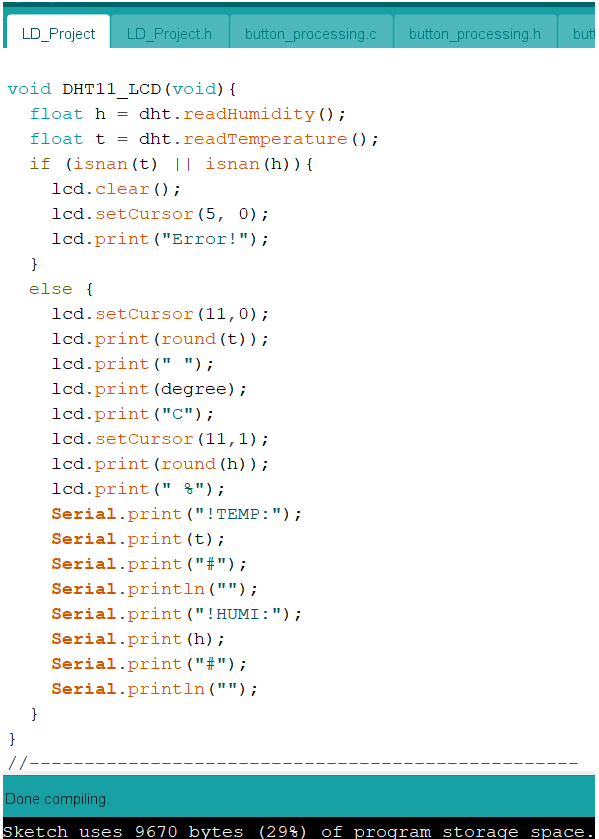 LD_Project LD_Project.h button_processing.c button_processing.h but
void DHT11_LCD(void){
  float h = dht.readHumidity();
  float t = dht.readTemperature();
  if (isnan(t) || isnan(h)){
    lcd.clear();
    lcd.setCursor(5, 0);
    lcd.print("Error!");
  }
  else {
    lcd.setCursor(11,0);
    lcd.print(round(t));
    lcd.print(" ");
    lcd.print(degree);
    lcd.print("C");
    lcd.setCursor(11,1);
    lcd.print(round(h));
    lcd.print(" %");
    Serial.print("!TEMP:");
    Serial.print(t);
    Serial.print("#");
    Serial.println("");
    Serial.print("!HUMI:");
    Serial.print(h);
    Serial.print("#");
    Serial.println("");
  }
}
//--------------------------------------------------
Done compiling.
Sketch uses 9670 bytes (29%) of program storage space.